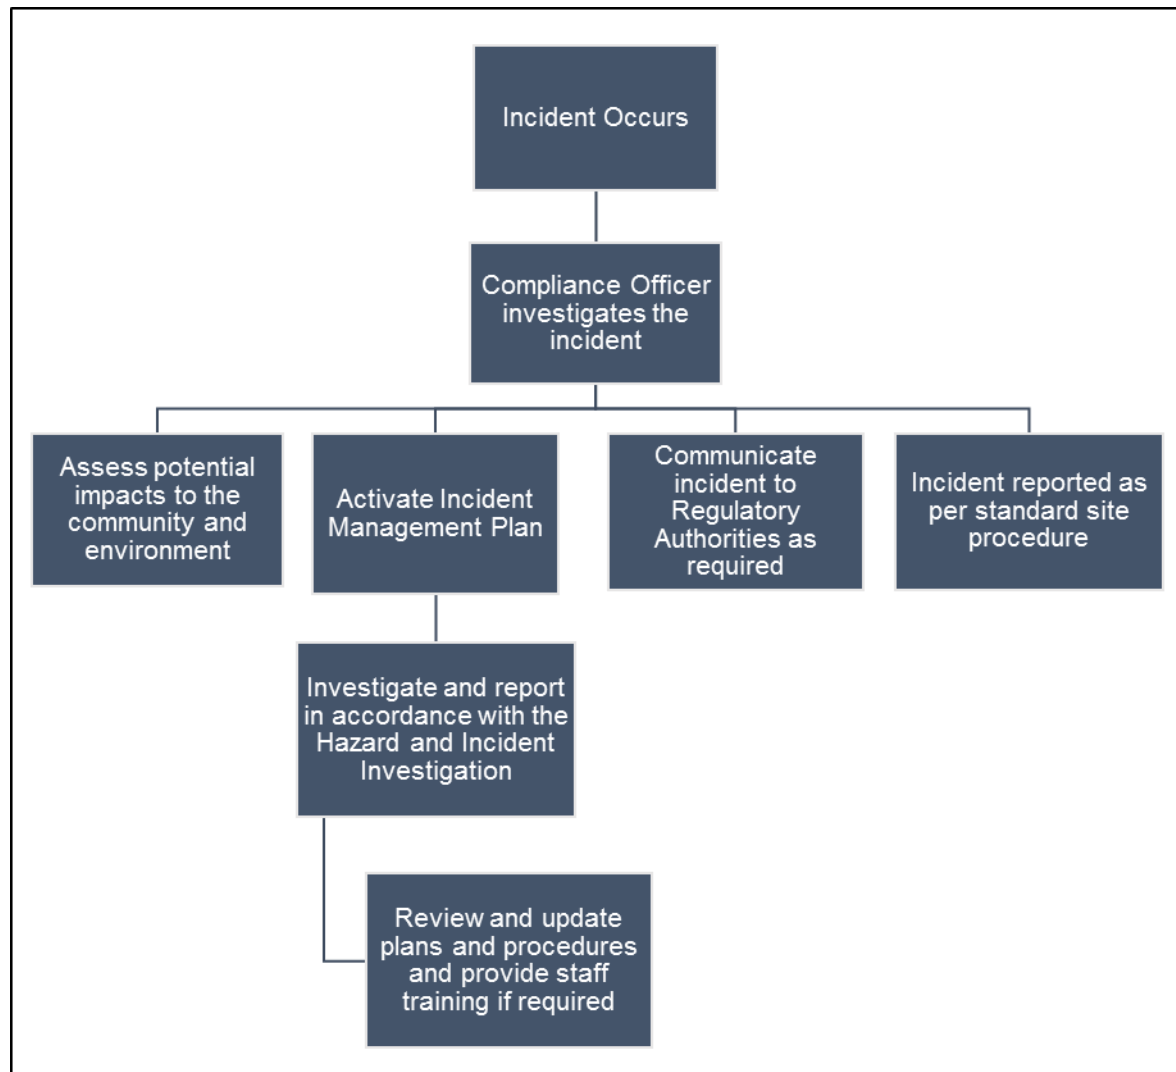 Incident Occurs
Compliance Officer
investigates the
incident
Assess potential
impacts to the
community and
environment
Activate Incident
Management Plan
Communicate
incident to
Regulatory
Authorities as
required
Incident reported as
per standard site
procedure
Investigate and report
in accordance with the
Hazard and Incident
Investigation
Review and update
plans and procedures
and provide staff
training if required